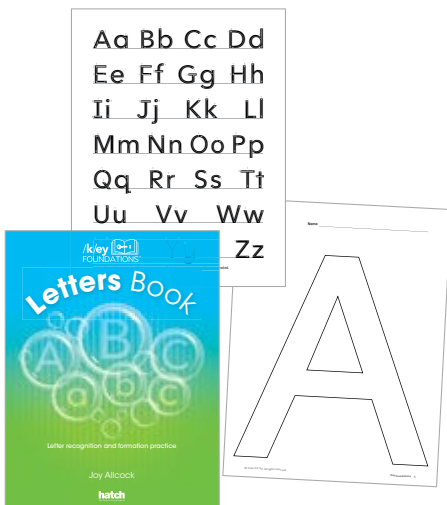 Aa Bb Cc Dd
Ee Ff Gg Hh
Ii Jj Kk Ll
Mm Nn Oo Pp
Qq Rr Ss Tt
Uu Vv Ww
Yy Zz
/k/ey
FOUNDATIONS
Letters Book
A B C
a b c
Letter recognition and formation practice
Joy Allcock
hatch
Name
A